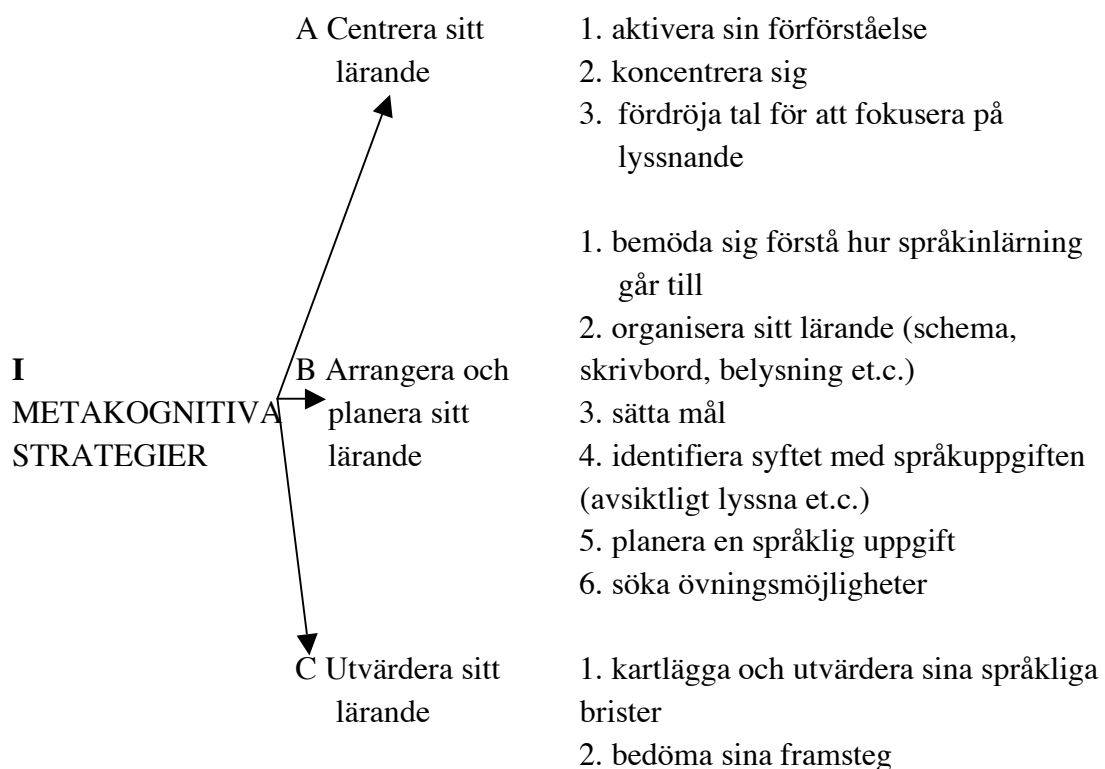 A Centrera sitt
lärande
1. aktivera sin förförståelse
2. koncentrera sig
3. fördröja tal för att fokusera på
lyssnande
I
METAKOGNITIVA
STRATEGIER
B Arrangera och
planera sitt
lärande
1. bemöda sig förstå hur språkinlärning
går till
2. organisera sitt lärande (schema,
skrivbord, belysning et.c.)
3. sätta mål
4. identifiera syftet med språkuppgiften
(avsiktligt lyssna et.c.)
5. planera en språklig uppgift
6. söka övningsmöjligheter
C Utvärdera sitt
lärande
1. kartlägga och utvärdera sina språkliga
brister
2. bedöma sina framsteg